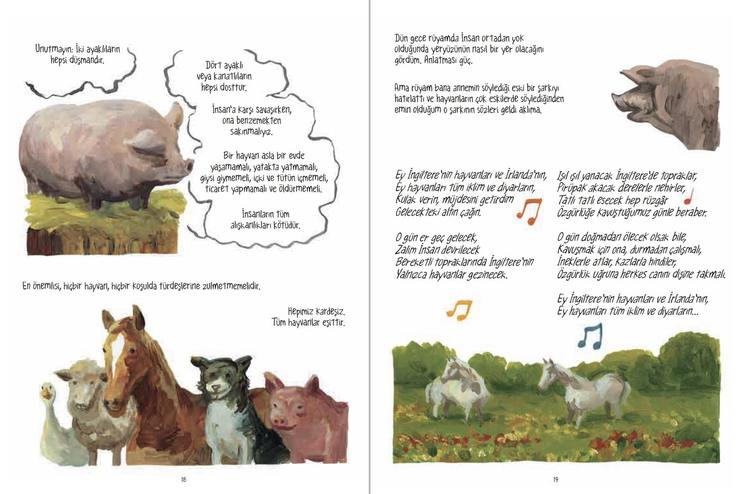 Unutmayın: İki ayaklıların
hepsi düşmandır.
Dört ayaklı
veya kanatlıların
hepsi dosttur.
İnsan'a karşı savaşırken,
ona benzemekten
sakınmalıyız.
Bir hayvan asla bir evde
yaşamamalı, yatakta yatmamalı,
giysi giymemeli, içki ve tütün içmemeli,
ticaret yapmamalı ve öldürmemeli.
İnsanların tüm
alışkanlıkları kötüdür.
En önemlisi, hiçbir hayvan, hiçbir koşulda türdeşlerine zulmetmemelidir.
Hepimiz kardeşiz.
Tüm hayvanlar eşittir.
18
Dün gece rüyamda İnsan ortadan yok
olduğunda yeryüzünün nasıl bir yer olacağını
gördüm. Anlatması güç.
Ama rüyam bana annemin söylediği eski bir şarkıyı
hatırlattı ve hayvanların çok eskilerde söylediğinden
emin olduğum o şarkının sözleri geldi aklıma.
Ey İngiltere'nin hayvanları ve İrlanda'nın,
Ey hayvanları tüm iklim ve diyarların,
Kulak verin, müjdesini getirdim
Gelecekteki altın çağın.
O gün er geç gelecek,
Zalim İnsan devrilecek
Bereketli topraklarında İngiltere'nin
Yalnızca hayvanlar gezinecek.
Işıl ışıl yanacak İngiltere'de topraklar,
Pırüpak akacak derelerle nehirler,
Tatlı tatlı esecek hep rüzgâr
Özgürlüğe kavuştuğumuz günle beraber.
O gün doğmadan ölecek olsak bile,
Kavuşmak için ona, durmadan çalışmalı,
İneklerle atlar, kazlarla hindiler,
Özgürlük uğruna herkes canını dişine takmalı.
Ey İngiltere'nin hayvanları ve İrlanda'nın,
Ey hayvanları tüm iklim ve diyarların...
19